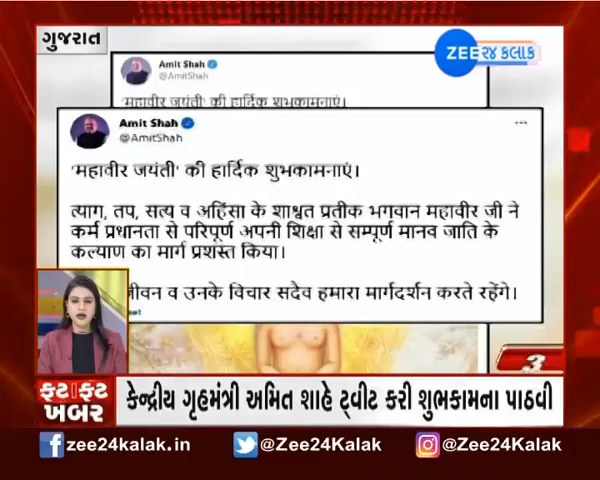 ગુજરાત
ZEE ૨૪ કલાક
Amit Shah
@AmitShah
'महावीर जयंती' की हार्दिक शुभकामनाएं।
Amit Shah
@AmitShah
'महावीर जयंती' की हार्दिक शुभकामनाएं।
त्याग, तप, सत्य व अहिंसा के शाश्वत प्रतीक भगवान महावीर जी ने
कर्म प्रधानता से परिपूर्ण अपनी शिक्षा से सम्पूर्ण मानव जाति के
कल्याण का मार्ग प्रशस्त किया।
जीवन व उनके विचार सदैव हमारा मार्गदर्शन करते रहेंगे।
3
ફટાફટ
ખબર
કેન્દ્રીય ગૃહમંત્રી અમિત શાહે ટ્વીટ કરી શુભકામના પાઠવી
zee24kalak.in
@Zee24Kalak
@Zee24Kalak